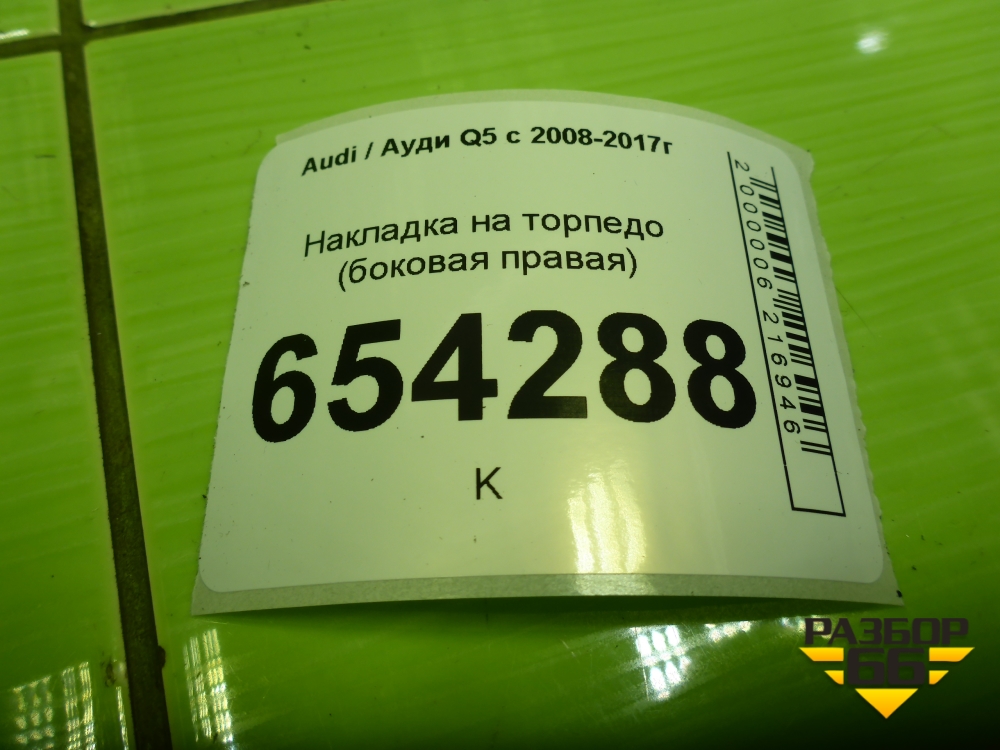 Audi / Ауди Q5 с 2008-2017г
Накладка на торпедо
(боковая правая)
654288
К
2000006216946
РАЗБОР
66